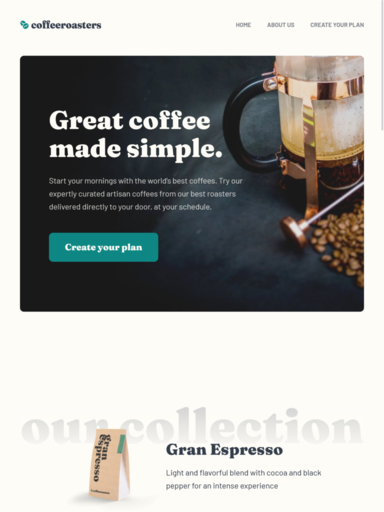 coffeeroasters
HOME ABOUT US CREATE YOUR PLAN
Great coffee
made simple.
Start your mornings with the world's best coffees. Try our
expertly curated artisan coffees from our best roasters
delivered directly to your door, at your schedule.
Create your plan
our collection
gran
espresso
Gran Espresso
Light and flavorful blend with cocoa and black
pepper for an intense experience